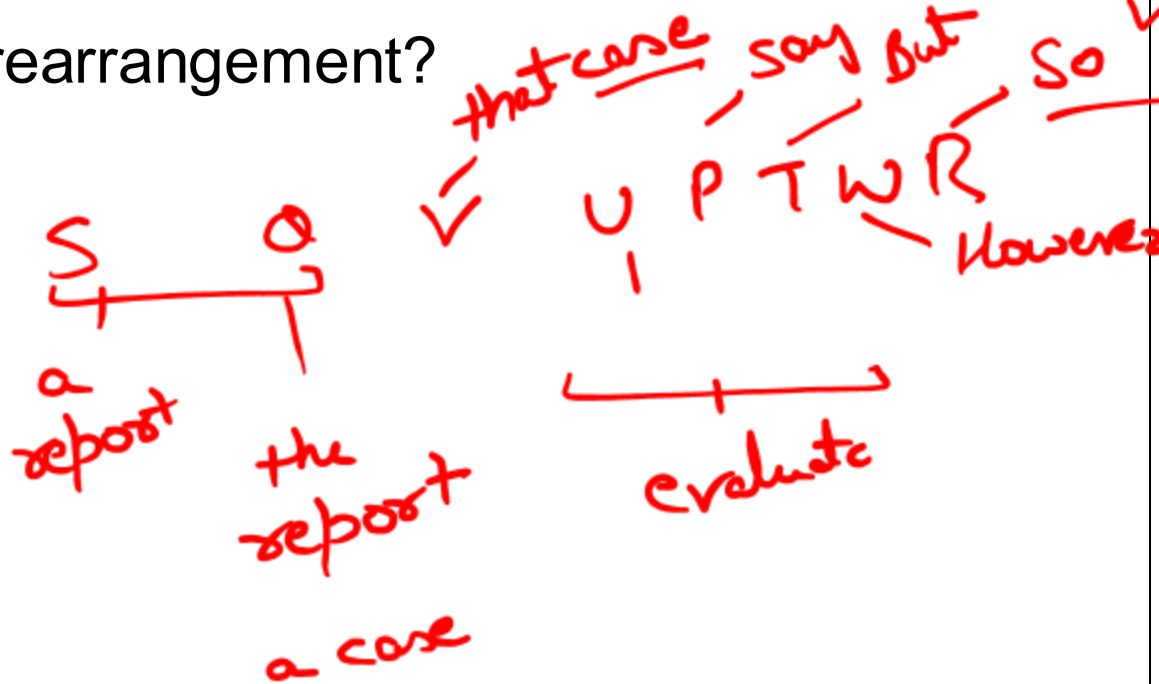 rearrangement?
that case say But So
S Q U P T W R
However
a report
the report
evaluate
a case